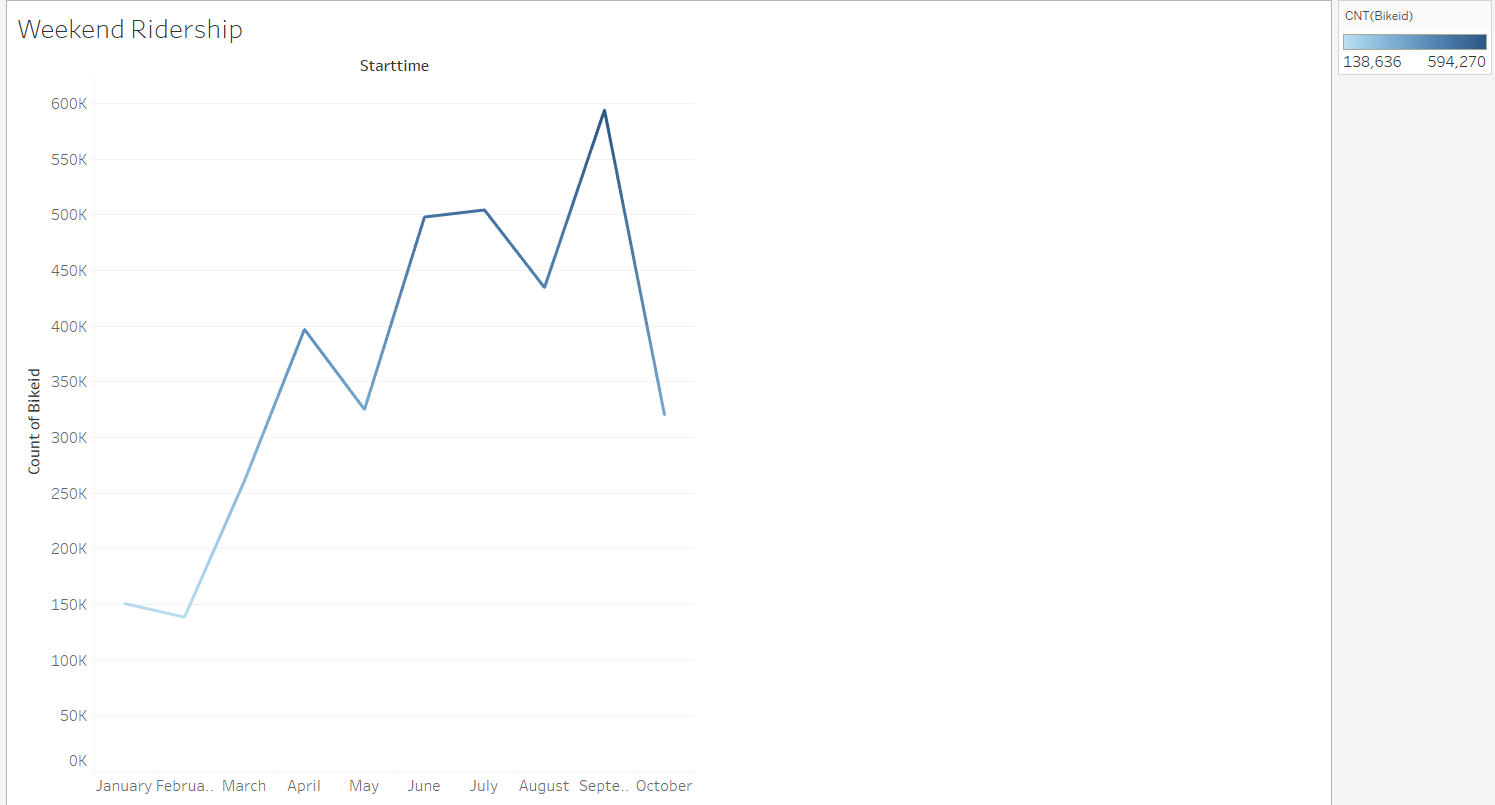 Weekend Ridership
Starttime
600K
550K
500K
450K
400K
350K
300K
250K
200K
150K
100K
50K
0K
Count of Bikeid
January Februa.. March April May June July August Septe.. October
CNT(Bikeid)
138,636 594,270